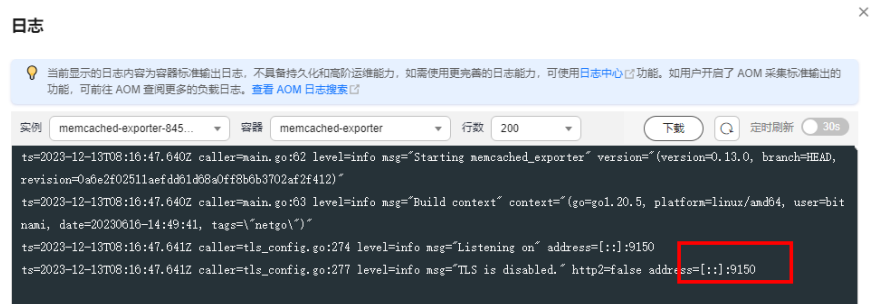 日志
当前显示的日志内容为容器标准输出日志，不具备持久化和高阶运维能力，如需使用更完善的日志能力，可使用日志中心功能。如用户开启了 AOM 采集标准输出的
功能，可前往 AOM 查阅更多的负载日志。查看 AOM 日志搜索
实例 memcached-exporter-845... 容器 memcached-exporter 行数 200 下载 定时刷新 30s
ts=2023-12-13T08:16:47.640Z caller=main.go:62 level=info msg="Starting memcached_exporter" version="(version=0.13.0, branch=HEAD,
revision=0a6e2f02511aefdd61d68a0ff8b6b3702af2f412)"
ts=2023-12-13T08:16:47.640Z caller=main.go:63 level=info msg="Build context" context="(go=go1.20.5, platform=linux/amd64, user=bit
nami, date=20230616-14:49:41, tags=\"netgo\")"
ts=2023-12-13T08:16:47.641Z caller=tls_config.go:274 level=info msg="Listening on" address=[::]:9150
ts=2023-12-13T08:16:47.641Z caller=tls_config.go:277 level=info msg="TLS is disabled." http2=false address=[::]:9150